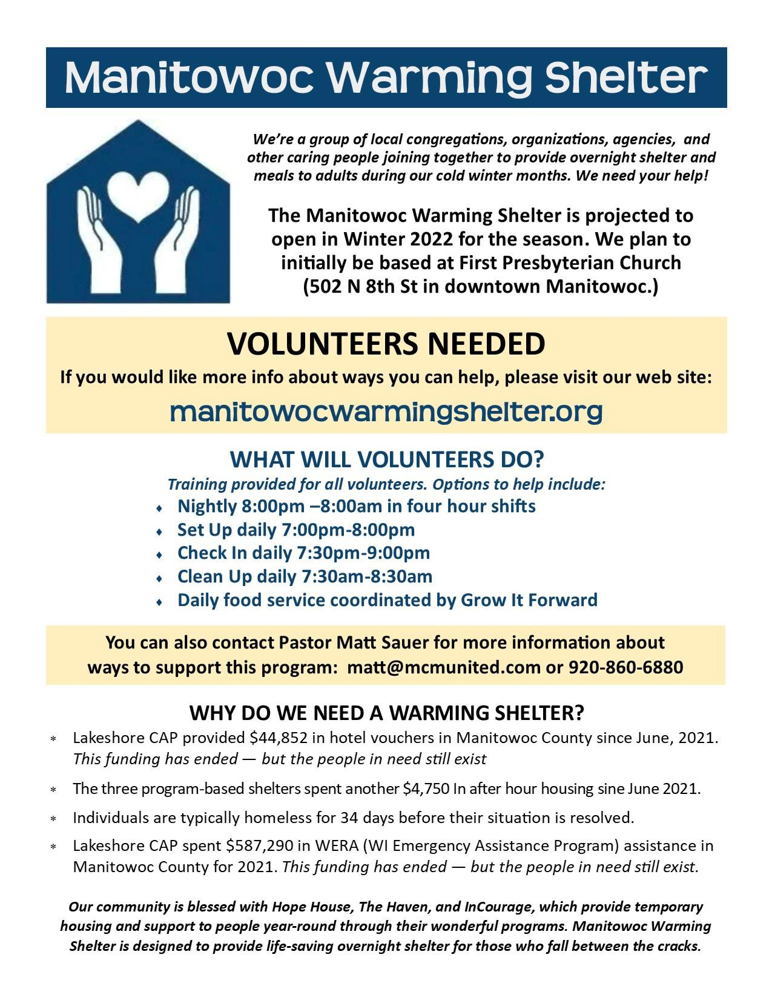 Manitowoc Warming Shelter
We're a group of local congregations, organizations, agencies,  and
other caring people joining together to provide overnight shelter and
meals to adults during our cold winter months. We need your help!
The Manitowoc Warming Shelter is projected to
open in Winter 2022 for the season. We plan to
initially be based at First Presbyterian Church
(502 N 8th St in downtown Manitowoc.)
VOLUNTEERS NEEDED
If you would like more info about ways you can help, please visit our web site:
manitowocwarmingshelter.org
WHAT WILL VOLUNTEERS DO?
Training provided for all volunteers. Options to help include:
♦ Nightly 8:00pm –8:00am in four hour shifts
♦ Set Up daily 7:00pm-8:00pm
♦ Check In daily 7:30pm-9:00pm
♦ Clean Up daily 7:30am-8:30am
♦ Daily food service coordinated by Grow It Forward
You can also contact Pastor Matt Sauer for more information about
ways to support this program:  matt@mcmunited.com or 920-860-6880
WHY DO WE NEED A WARMING SHELTER?
* Lakeshore CAP provided $44,852 in hotel vouchers in Manitowoc County since June, 2021.
This funding has ended — but the people in need still exist
* The three program-based shelters spent another $4,750 In after hour housing sine June 2021.
* Individuals are typically homeless for 34 days before their situation is resolved.
* Lakeshore CAP spent $587,290 in WERA (WI Emergency Assistance Program) assistance in
Manitowoc County for 2021. This funding has ended — but the people in need still exist.
Our community is blessed with Hope House, The Haven, and InCourage, which provide temporary
housing and support to people year-round through their wonderful programs. Manitowoc Warming
Shelter is designed to provide life-saving overnight shelter for those who fall between the cracks.